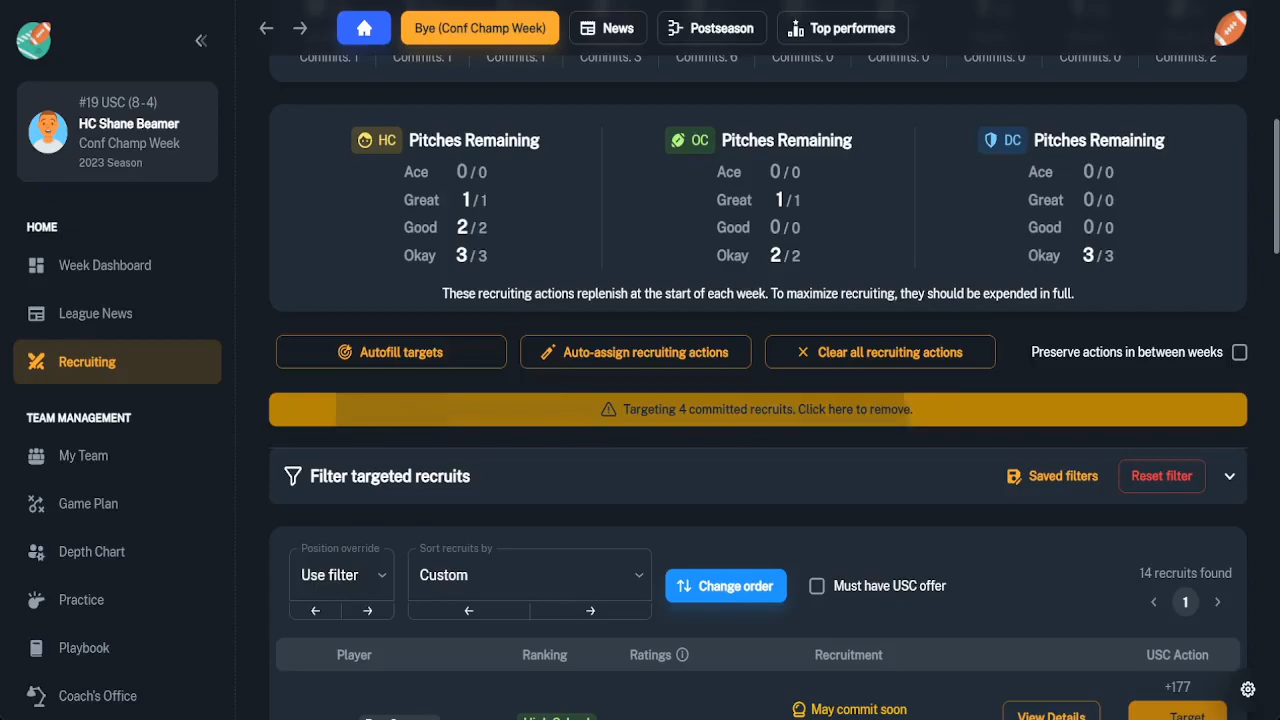 Bye (Conf Champ Week)
News
Postseason
Top performers
#19 USC (8-4)
HC Shane Beamer
Conf Champ Week
2023 Season
HOME
Week Dashboard
League News
Recruiting
TEAM MANAGEMENT
My Team
Game Plan
Depth Chart
Practice
Playbook
Coach's Office
Commits: 1 Commits: 1 Commits: 1 Commits: 3 Commits: 6 Commits: 0 Commits: 0 Commits: 0 Commits: 0 Commits: 2
HC Pitches Remaining
Ace 0/0
Great 1/1
Good 2/2
Okay 3/3
OC Pitches Remaining
Ace 0/0
Great 1/1
Good 0/0
Okay 2/2
DC Pitches Remaining
Ace 0/0
Great 0/0
Good 0/0
Okay 3/3
These recruiting actions replenish at the start of each week. To maximize recruiting, they should be expended in full.
Autofill targets
Auto-assign recruiting actions
Clear all recruiting actions
Preserve actions in between weeks
Targeting 4 committed recruits. Click here to remove.
Filter targeted recruits
Saved filters
Reset filter
Position override
Use filter
Sort recruits by
Custom
Change order
Must have USC offer
14 recruits found
1
Player Ranking Ratings Recruitment USC Action
+177
May commit soon
View Details
Target
High School